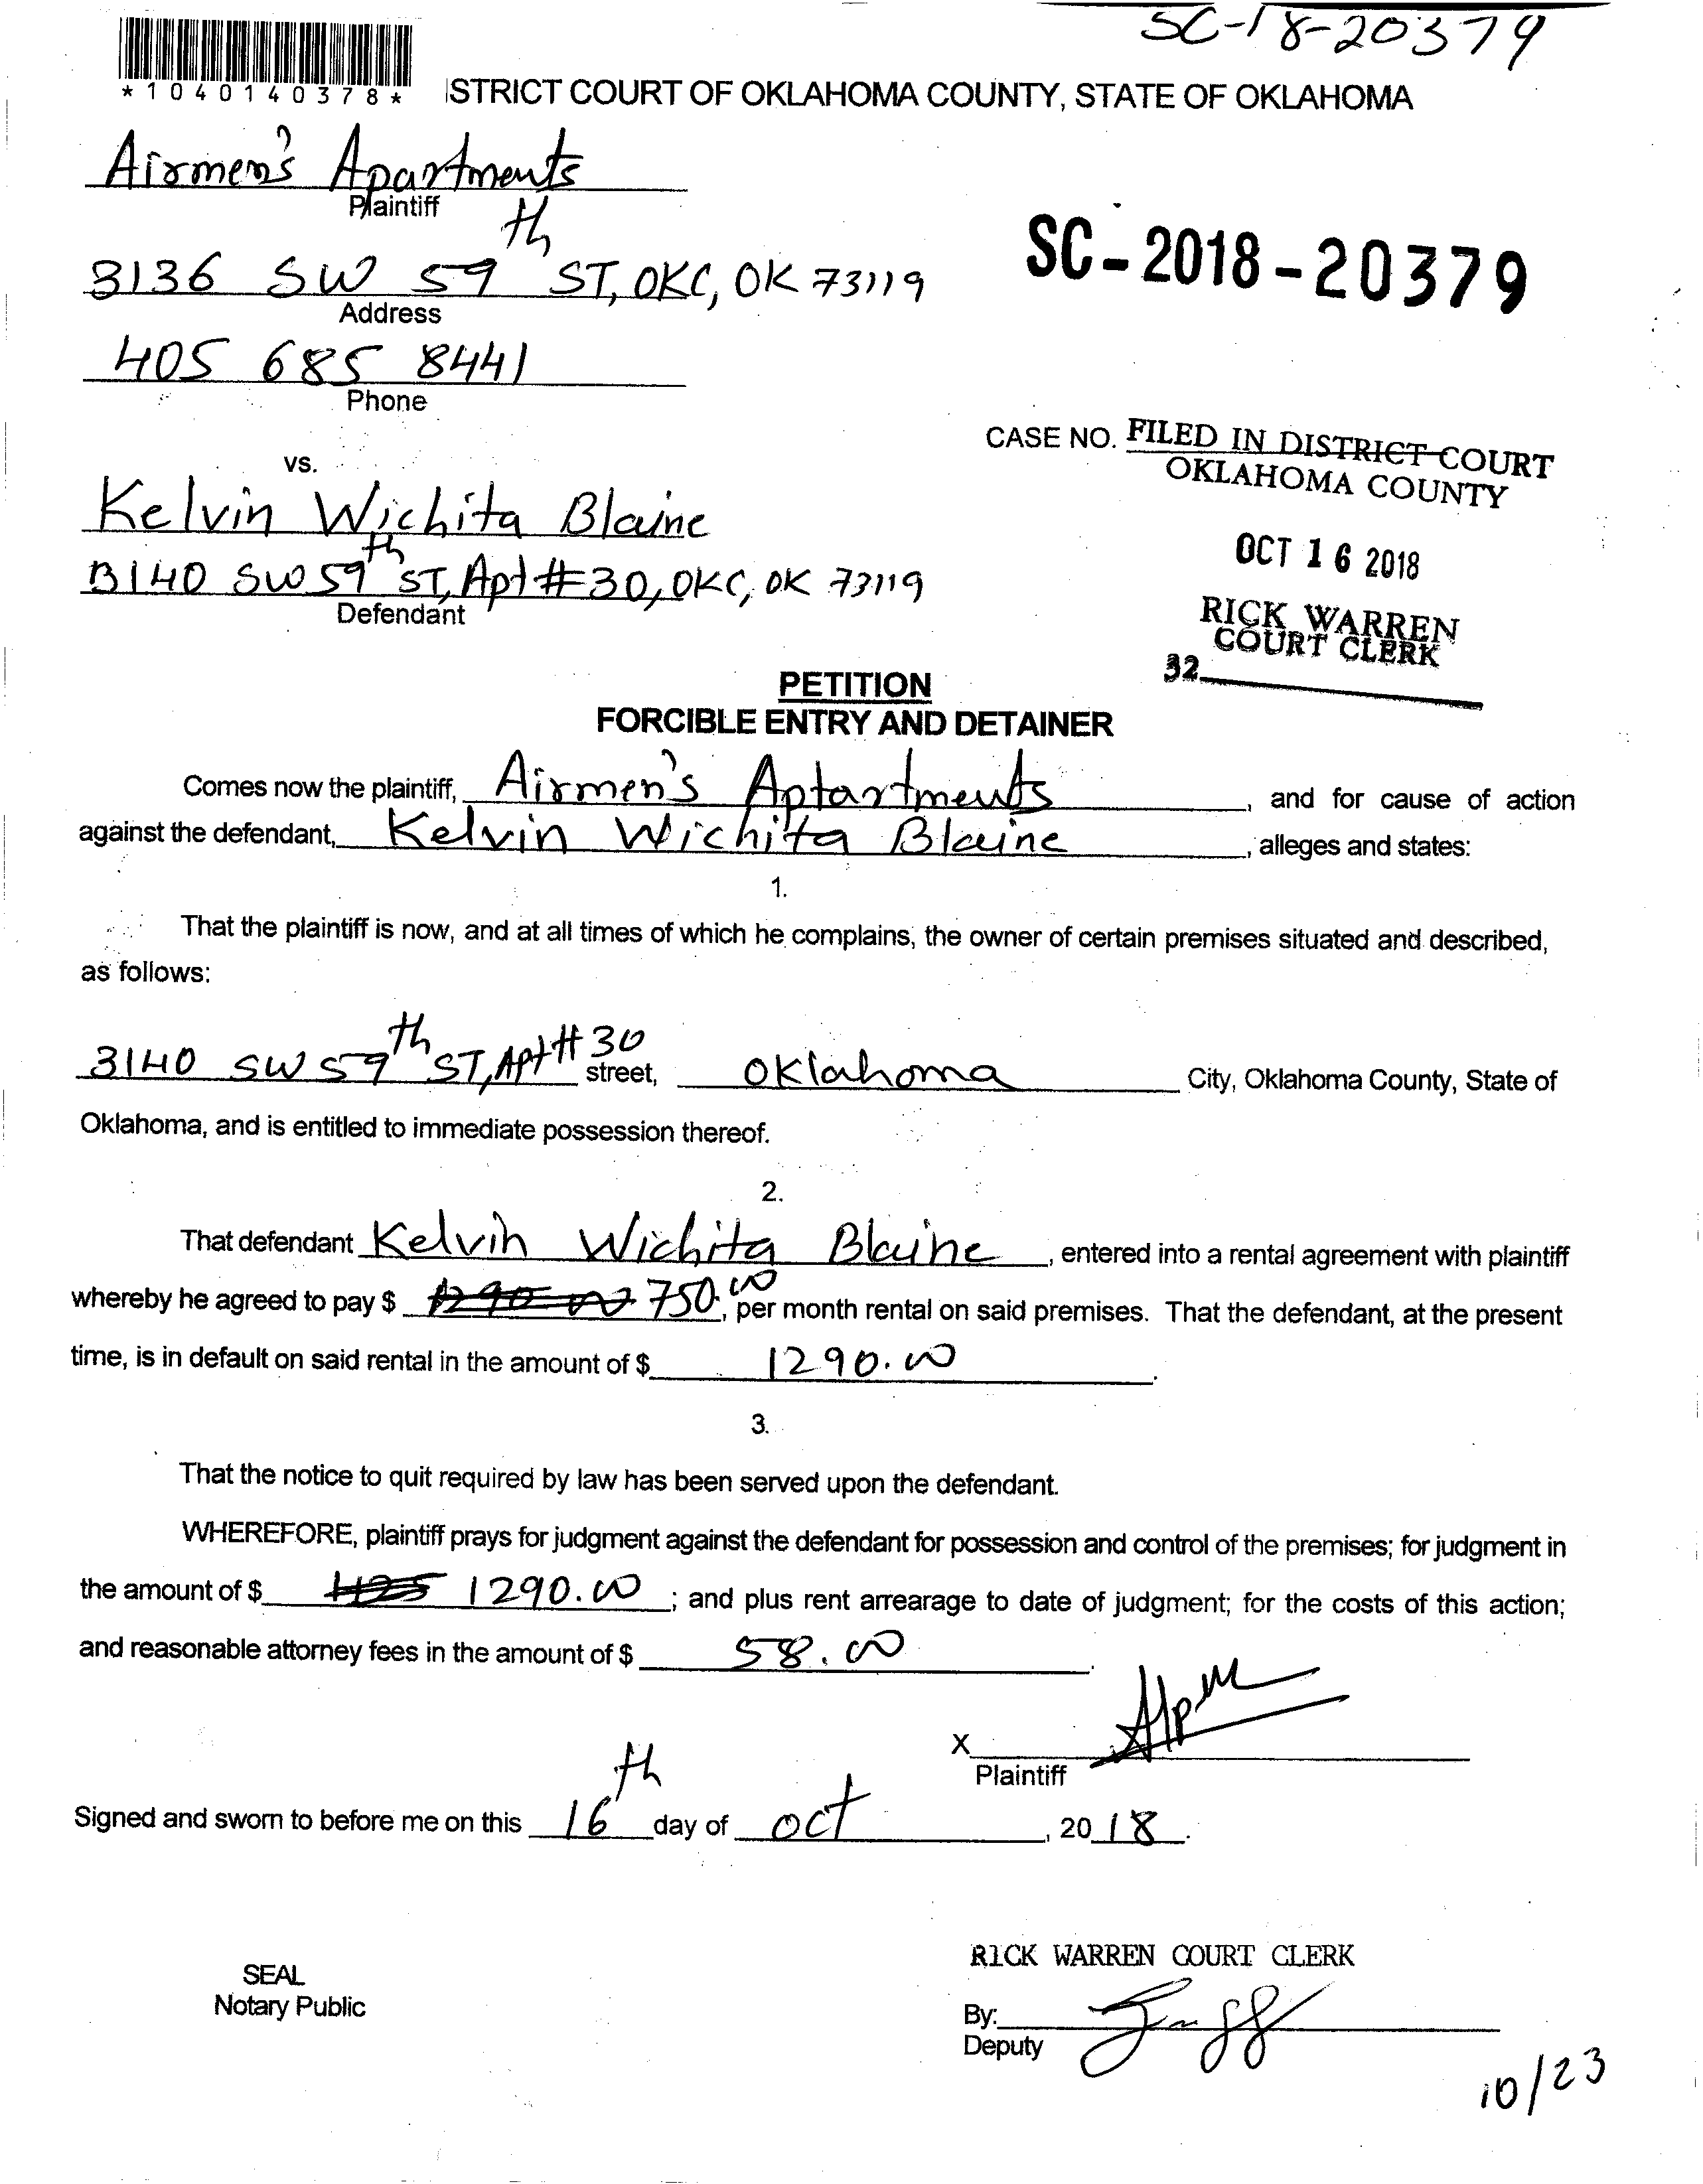 SC-18-20379
*1040140378*
ISTRICT COURT OF OKLAHOMA COUNTY, STATE OF OKLAHOMA
Airmen's Apartments
Plaintiff
3136 SW 59th ST, OKC, OK 73119
Address
SC-2018-20379
405 685 8441
Phone
CASE NO. FILED IN DISTRICT COURT
OKLAHOMA COUNTY
vs.
Kelvin Wichita Blaine
OCT 16 2018
3140 SW 59th ST, Apt #30, OKC, OK 73119
Defendant
RICK WARREN
COURT CLERK
32
PETITION
FORCIBLE ENTRY AND DETAINER
Comes now the plaintiff, Airmen's Aptartments, and for cause of action
against the defendant, Kelvin Wichita Blaine, alleges and states:
1.
That the plaintiff is now, and at all times of which he complains, the owner of certain premises situated and described,
as follows:
3140 SW 59th ST, Apt # 30 street, Oklahoma City, Oklahoma County, State of
Oklahoma, and is entitled to immediate possession thereof.
2.
That defendant Kelvin Wichita Blaine, entered into a rental agreement with plaintiff
whereby he agreed to pay $ 1290.00 750.00, per month rental on said premises. That the defendant, at the present
time, is in default on said rental in the amount of $ 1290.00.
3.
That the notice to quit required by law has been served upon the defendant.
WHEREFORE, plaintiff prays for judgment against the defendant for possession and control of the premises; for judgment in
the amount of $ 1290.00; and plus rent arrearage to date of judgment; for the costs of this action;
and reasonable attorney fees in the amount of $ 58.00.
X
Plaintiff
Signed and sworn to before me on this 16th day of Oct, 2018.
RICK WARREN COURT CLERK
SEAL
Notary Public
By:
Deputy
10/23